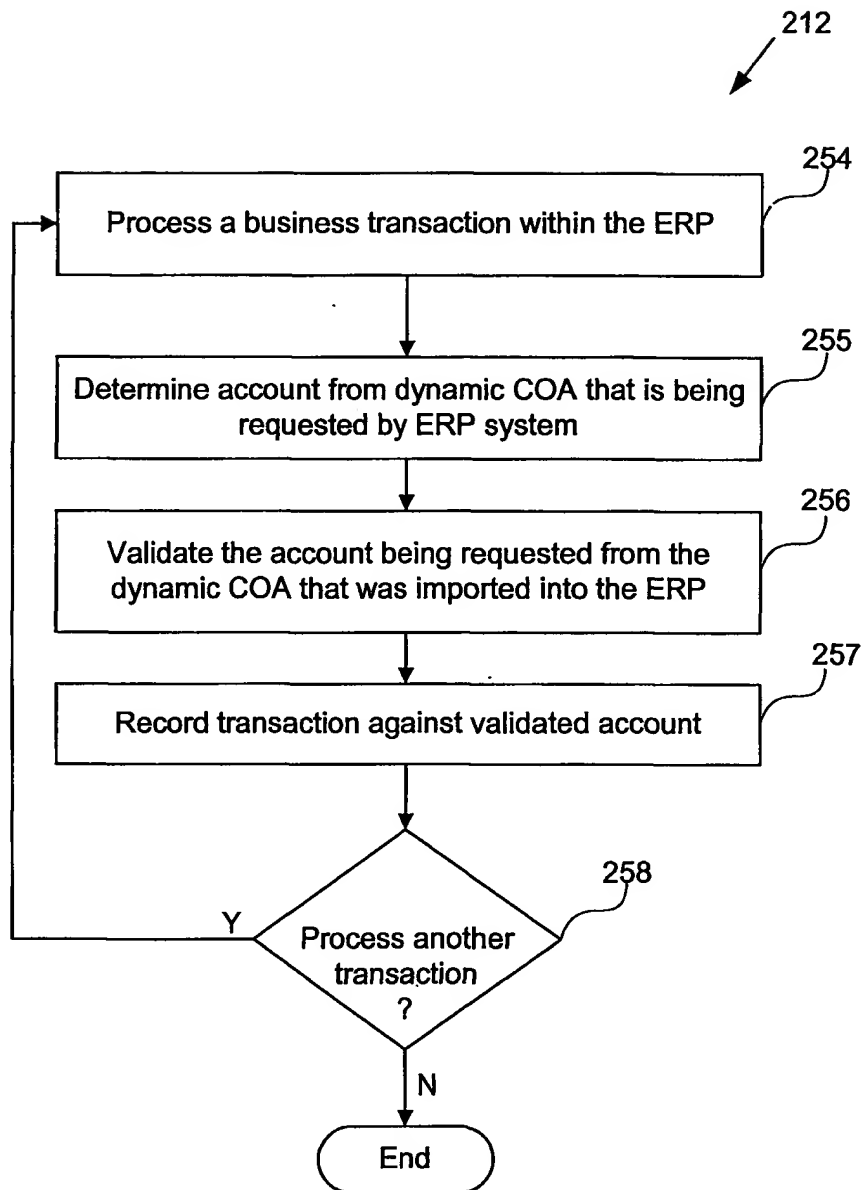 212
254
Process a business transaction within the ERP
255
Determine account from dynamic COA that is being
requested by ERP system
256
Validate the account being requested from the
dynamic COA that was imported into the ERP
257
Record transaction against validated account
258
Y
Process another
transaction
?
N
End